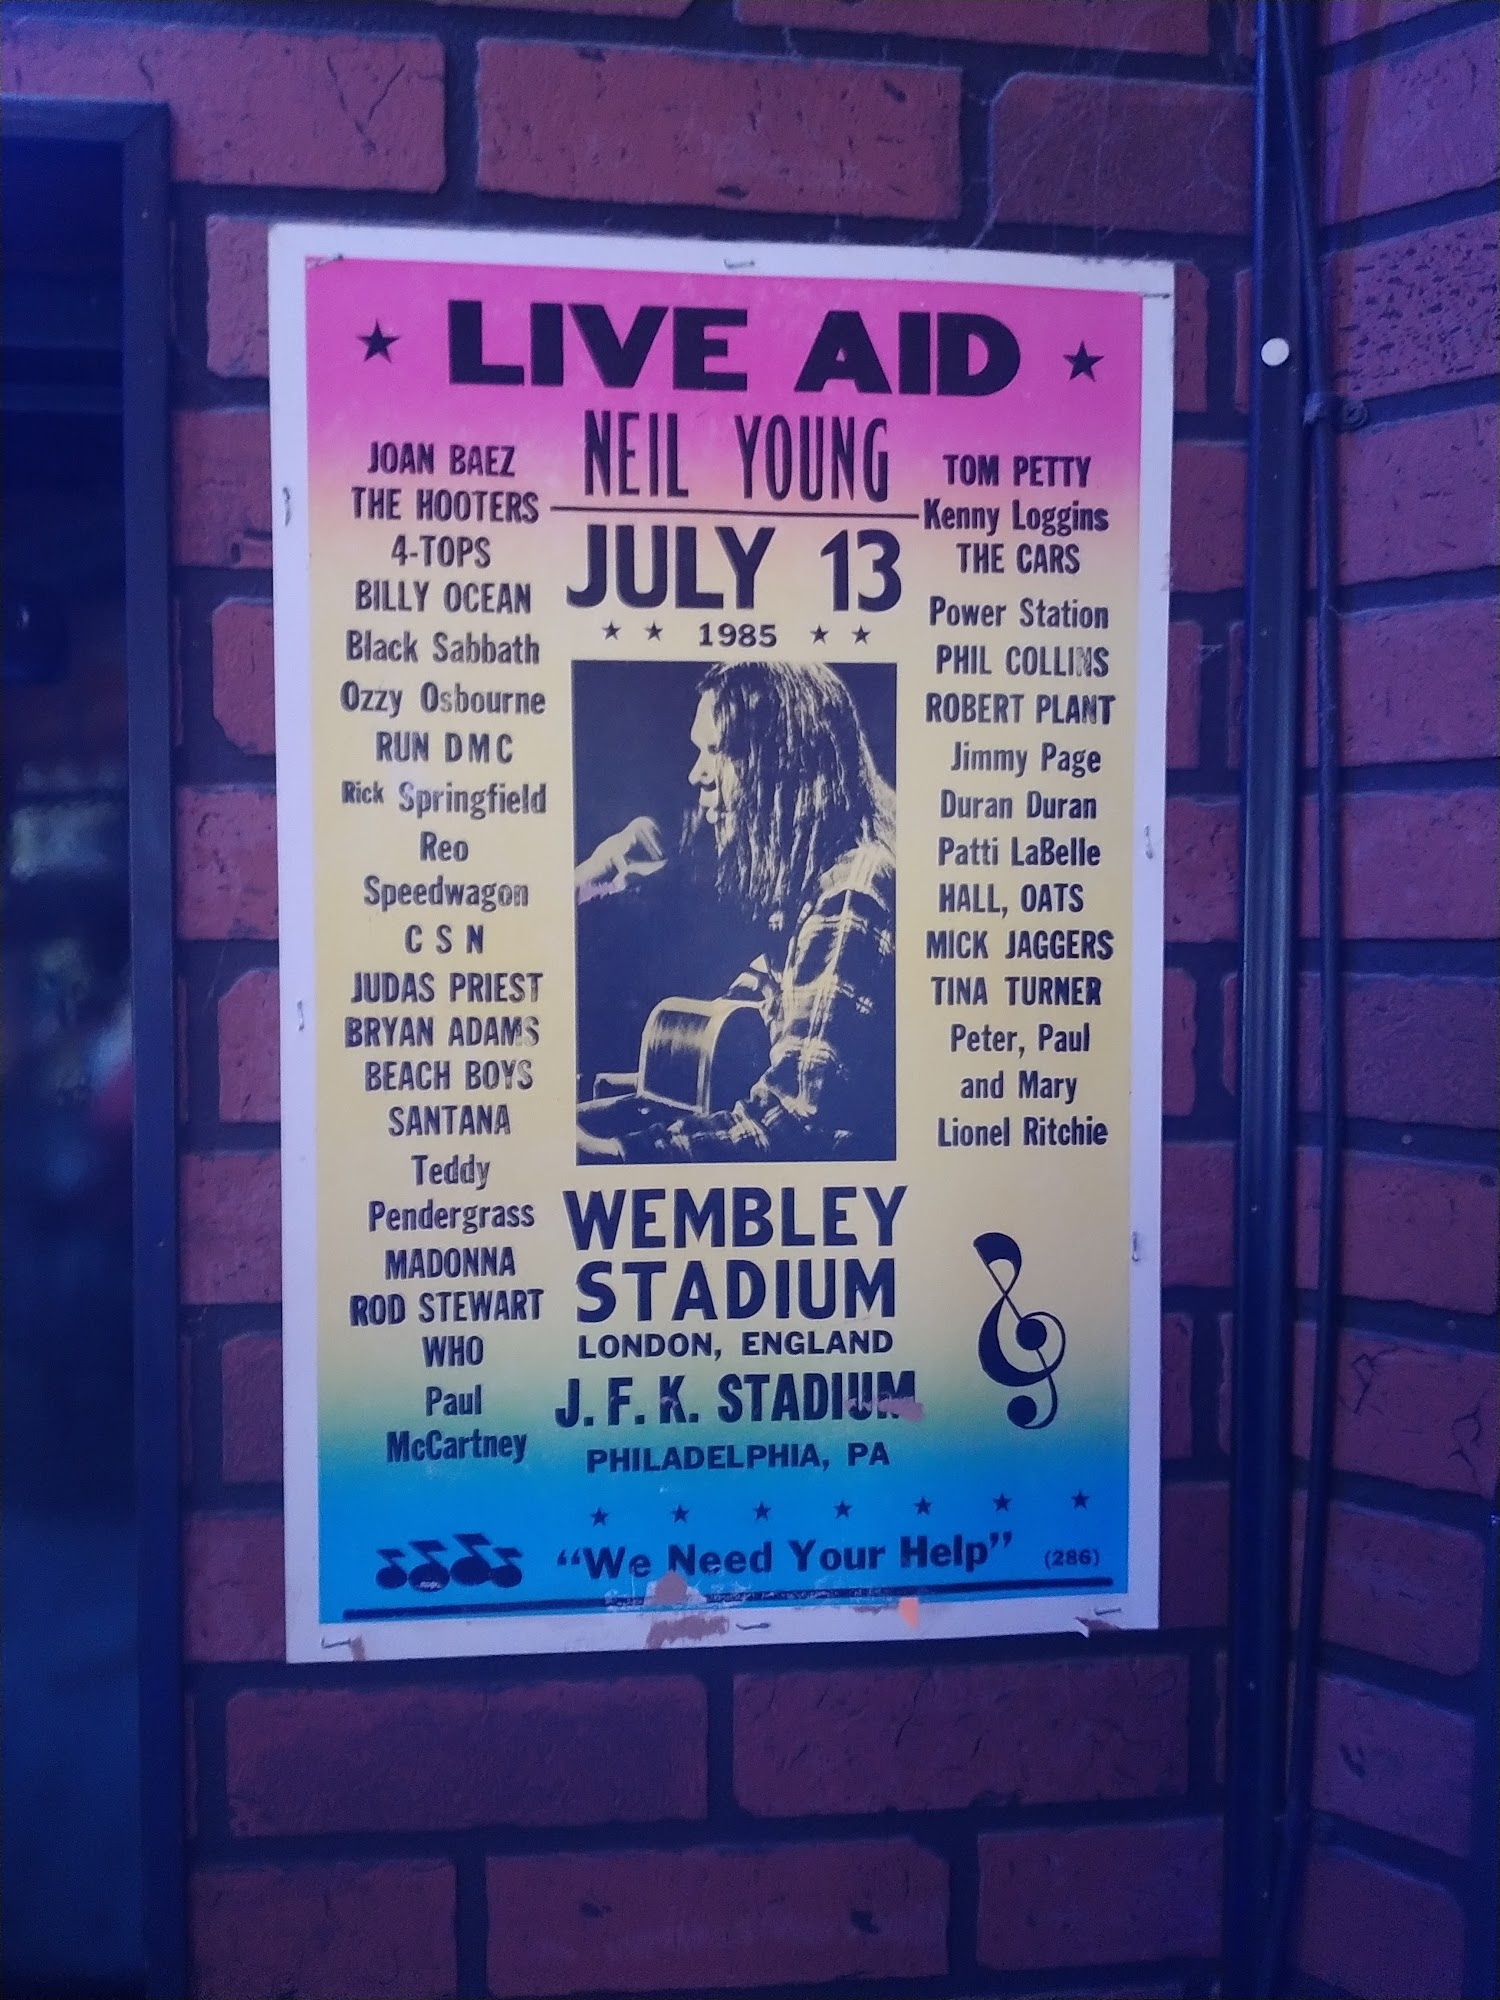 LIVE AID
NEIL YOUNG
JULY 13
1985
JOAN BAEZ
THE HOOTERS
4-TOPS
BILLY OCEAN
Black Sabbath
Ozzy Osbourne
RUN DMC
Rick Springfield
Reo
Speedwagon
C S N
JUDAS PRIEST
BRYAN ADAMS
BEACH BOYS
SANTANA
Teddy
Pendergrass
MADONNA
ROD STEWART
WHO
Paul
McCartney
TOM PETTY
Kenny Loggins
THE CARS
Power Station
PHIL COLLINS
ROBERT PLANT
Jimmy Page
Duran Duran
Patti LaBelle
HALL, OATS
MICK JAGGERS
TINA TURNER
Peter, Paul
and Mary
Lionel Ritchie
WEMBLEY
STADIUM
LONDON, ENGLAND
J.F.K. STADIUM
PHILADELPHIA, PA
"We Need Your Help" (286)